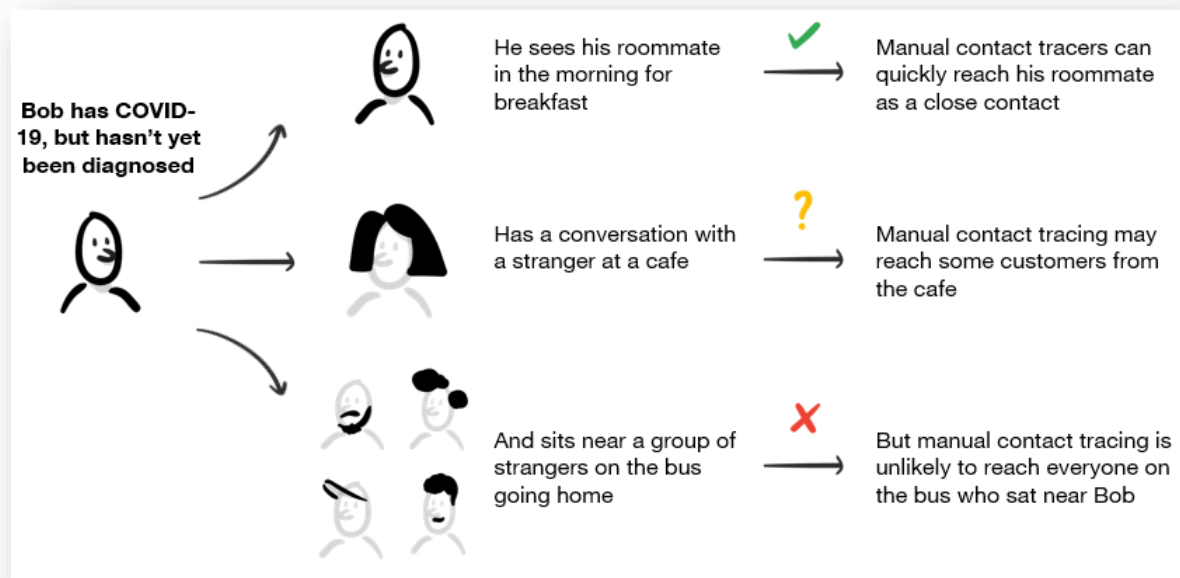 Bob has COVID-
19, but hasn't yet
been diagnosed
He sees his roommate
in the morning for
breakfast
Manual contact tracers can
quickly reach his roommate
as a close contact
Has a conversation with
a stranger at a cafe
?
Manual contact tracing may
reach some customers from
the cafe
And sits near a group of
strangers on the bus
going home
But manual contact tracing is
unlikely to reach everyone on
the bus who sat near Bob